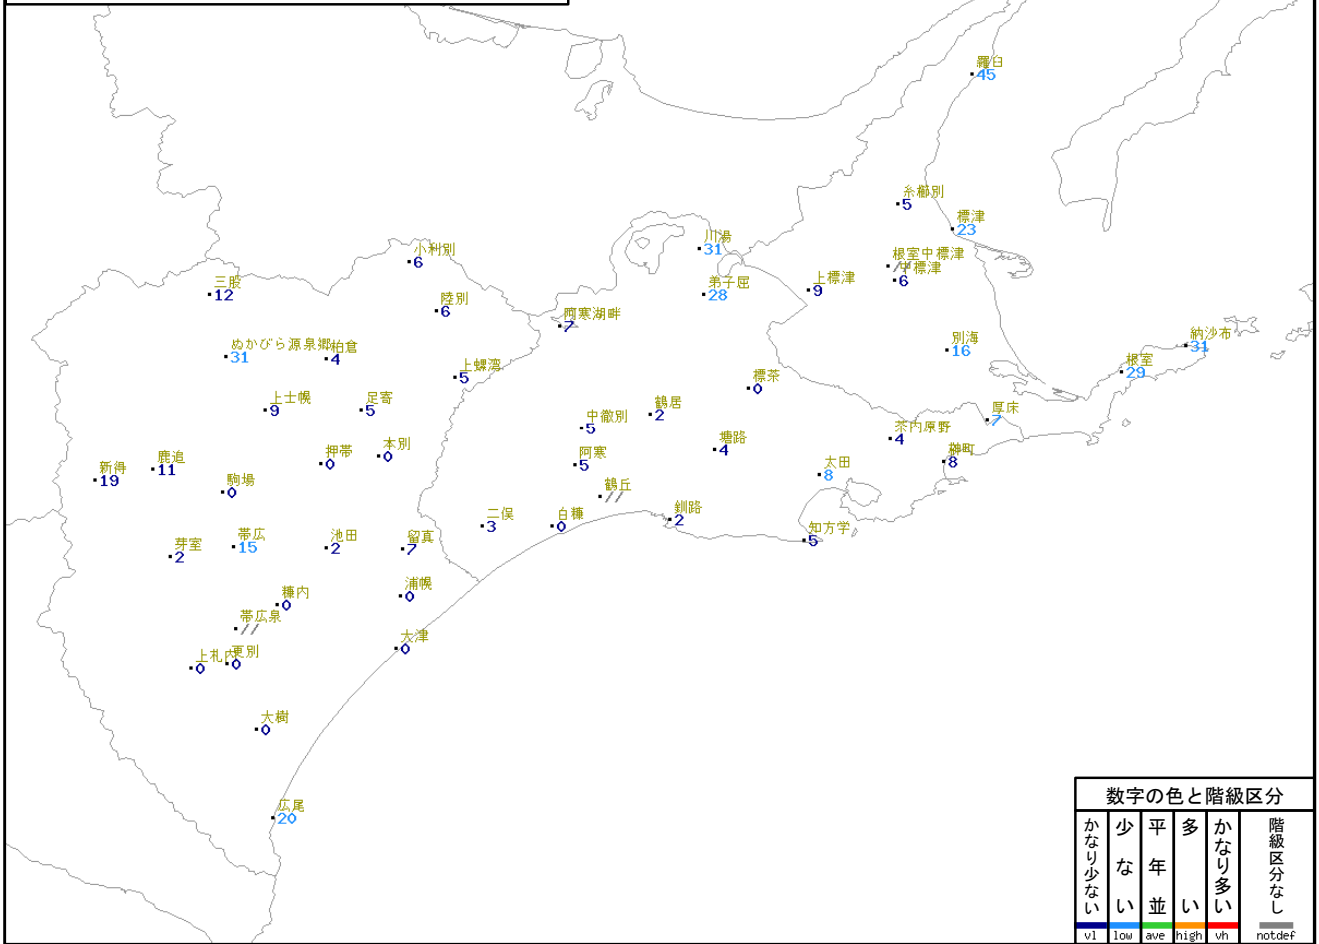 羅臼
45
糸櫛別
5
標津
23
川湯
31
小利別
6
根室中標津
//
中標津
6
三股
12
弟子屈
28
上標津
9
陸別
6
阿寒湖畔
7
納沙布
31
ぬかびら源泉郷
31
柏倉
4
別海
16
根室
29
上螺湾
5
標茶
0
上士幌
9
足寄
5
鶴居
2
厚床
7
中徹別
5
茶内原野
4
塘路
4
榊町
8
本別
0
押帯
0
鹿追
11
新得
19
阿寒
5
太田
8
駒場
0
鶴丘
//
二俣
3
白糠
0
釧路
2
知方学
5
帯広
15
芽室
2
池田
2
留真
7
浦幌
0
糠内
0
帯広泉
//
大津
0
上札内
0
更別
0
大樹
0
広尾
20
数字の色と階級区分
かなり少ない
少ない
平年並
多い
かなり多い
階級区分なし
vl low ave high vh notdef